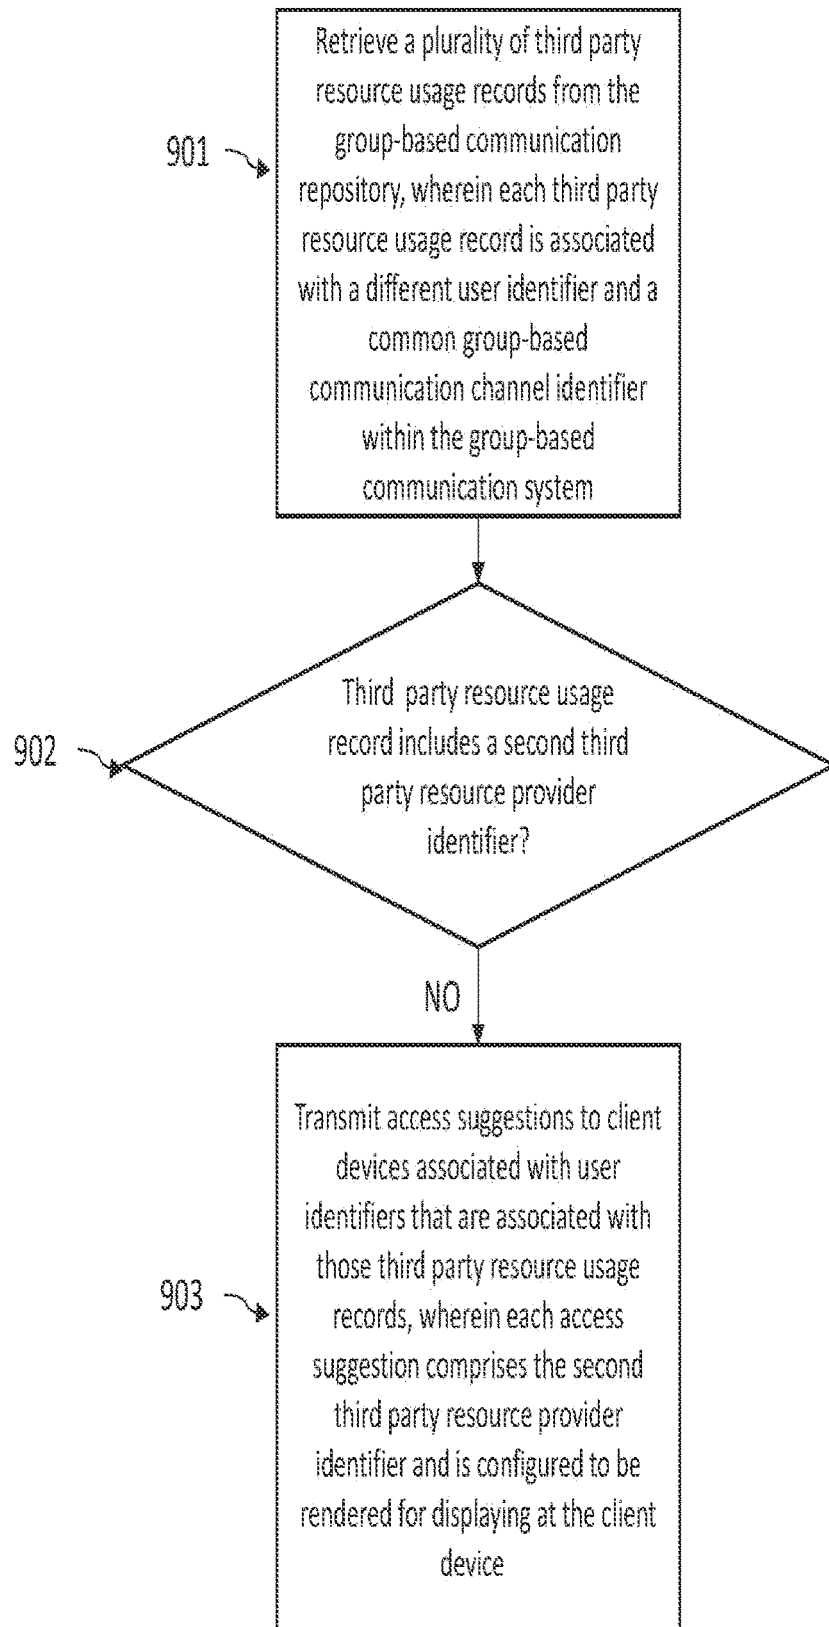 Retrieve a plurality of third party
resource usage records from the
group-based communication
901
repository, wherein each third party
resource usage record is associated
with a different user identifier and a
common group-based
communication channel identifier
within the group-based
communication system
Third party resource usage
902
record includes a second third
party resource provider
identifier?
NO
Transmit access suggestions to client
devices associated with user
identifiers that are associated with
those third party resource usage
903
records, wherein each access
suggestion comprises the second
third party resource provider
identifier and is configured to be
rendered for displaying at the client
device